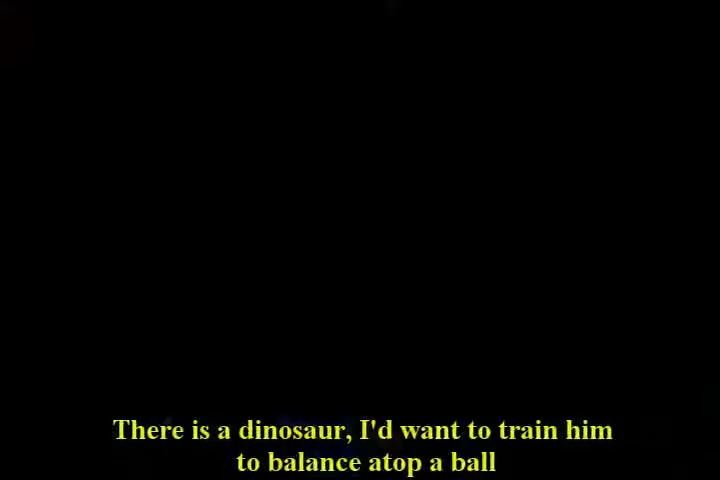 There is a dinosaur, I'd want to train him
to balance atop a ball